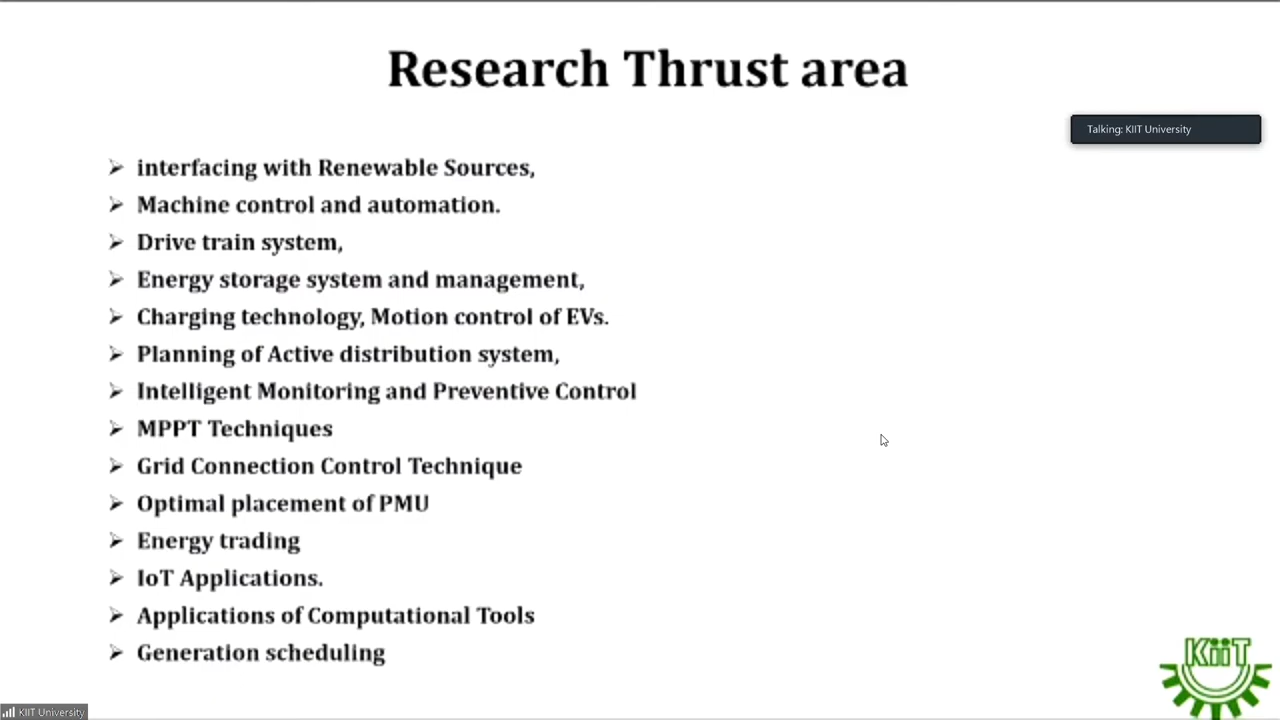 Research Thrust area
Talking: KIIT University
➢ interfacing with Renewable Sources,
➢ Machine control and automation.
➢ Drive train system,
➢ Energy storage system and management,
➢ Charging technology, Motion control of EVs.
➢ Planning of Active distribution system,
➢ Intelligent Monitoring and Preventive Control
➢ MPPT Techniques
➢ Grid Connection Control Technique
➢ Optimal placement of PMU
➢ Energy trading
➢ IoT Applications.
➢ Applications of Computational Tools
➢ Generation scheduling
KiiT
KIIT University